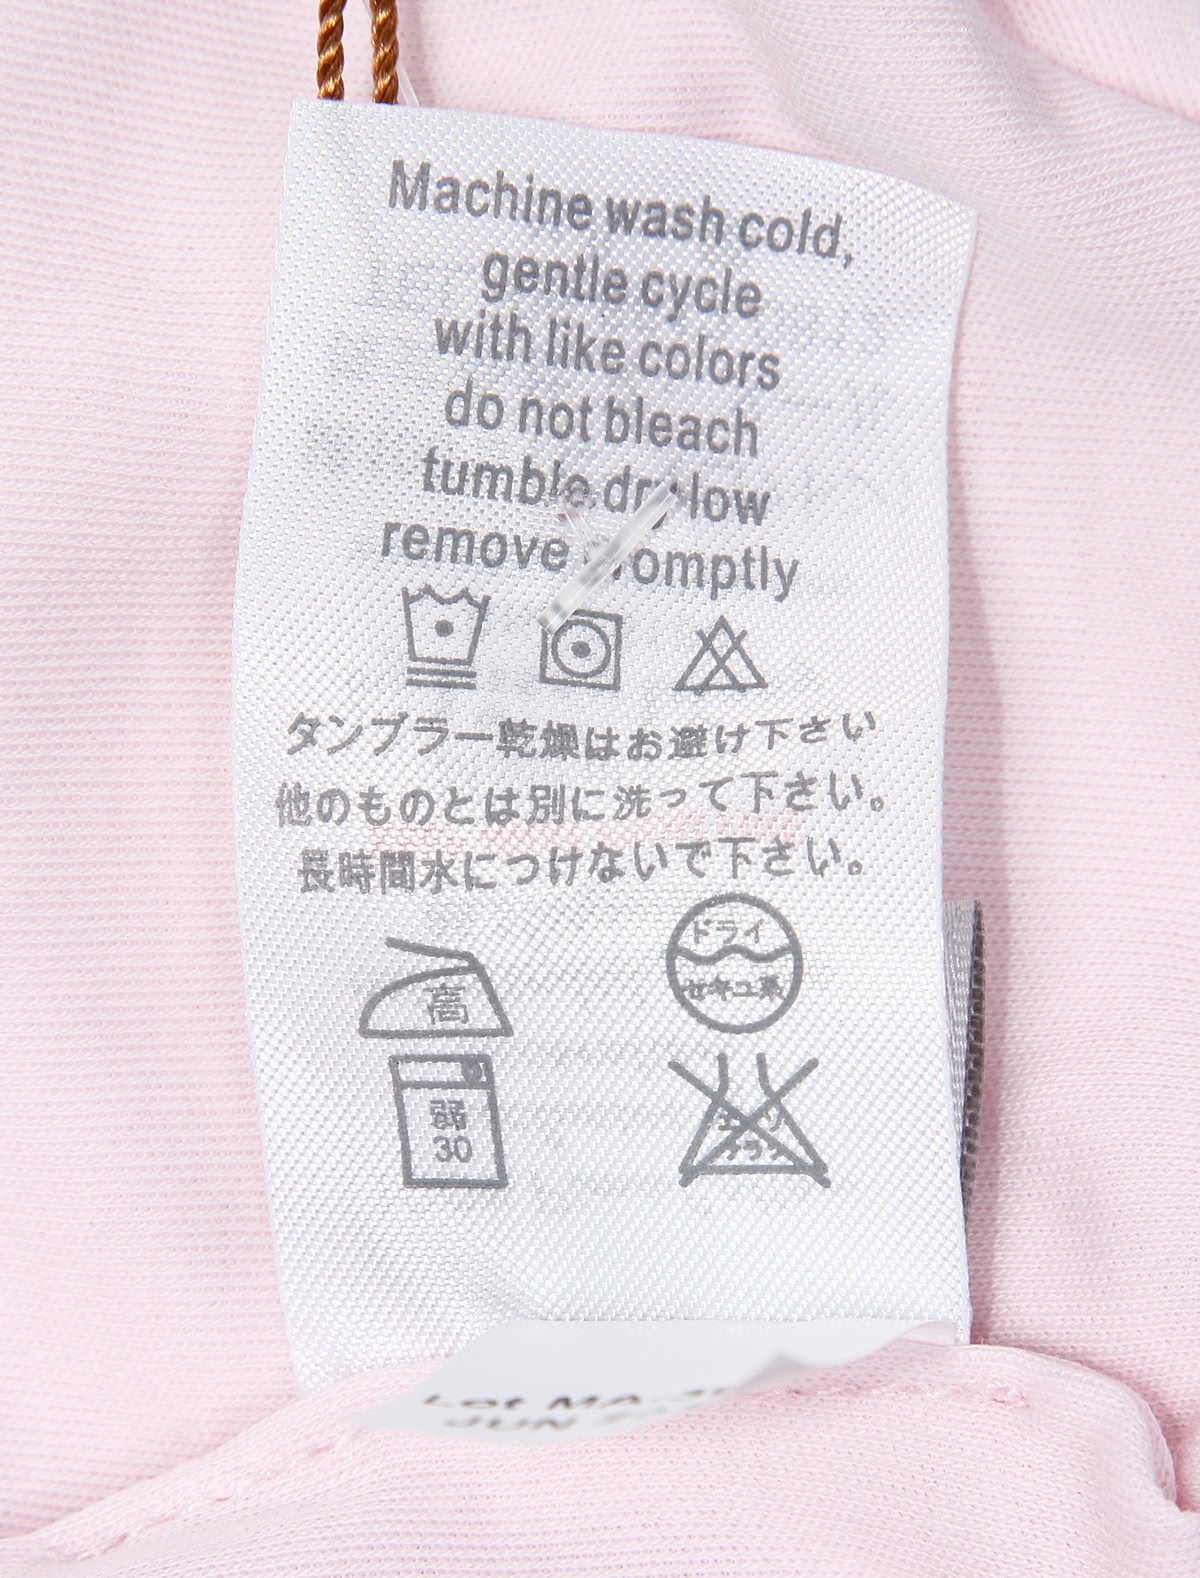 Machine wash cold,
gentle cycle
with like colors
do not bleach
tumble dry low
remove promptly
タンブラー乾燥はお避け下さい
他のものとは別に洗って下さい。
長時間水につけないで下さい。
高
ドライ
セキユ系
弱
30
Lot MA
JUN